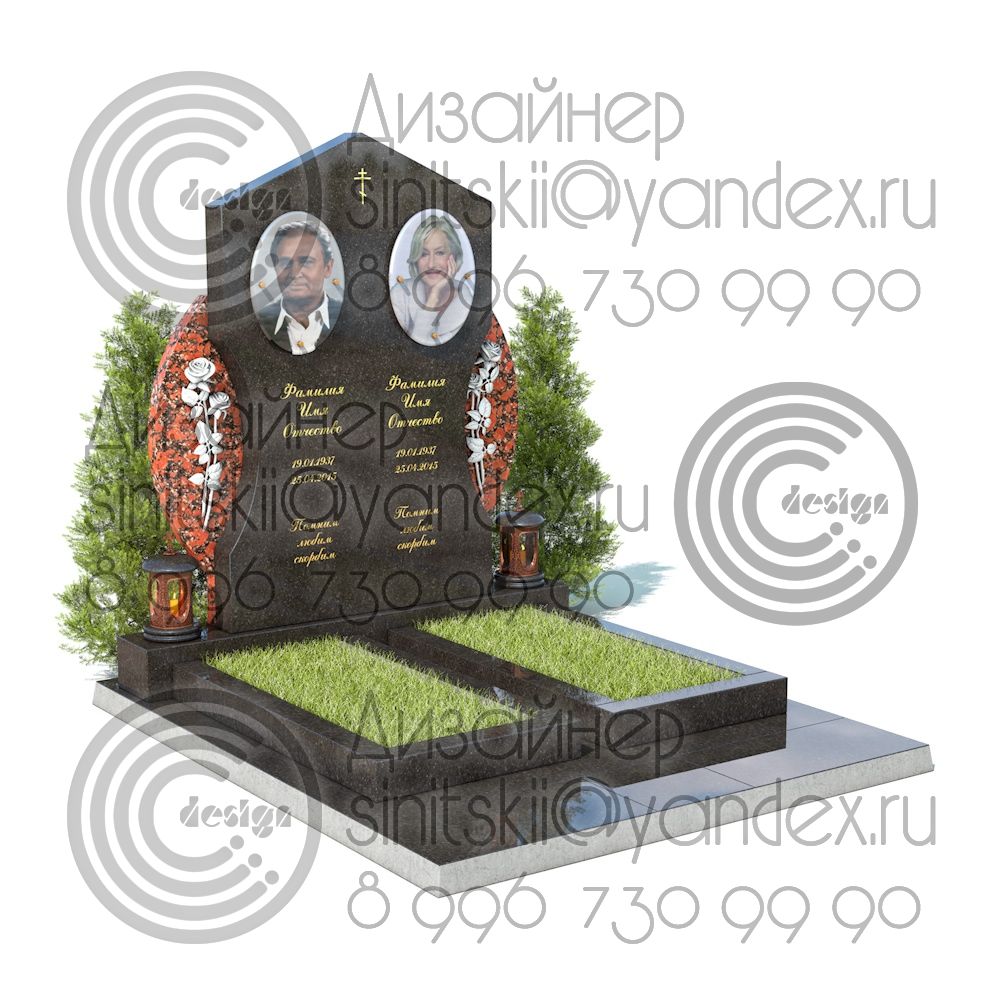 Дизайнер
sinitskii@yandex.ru
8 996 730 99 90
design
Фамилия
Имя
Отчество
19.01.1937
25.04.2015
Помним
любим
скорбим
Фамилия
Имя
Отчество
19.01.1937
25.04.2015
Помним
любим
скорбим
Дизайнер
sinitskii@yandex.ru
8 996 730 99 90
design
Дизайнер
sinitskii@yandex.ru
8 996 730 99 90
design